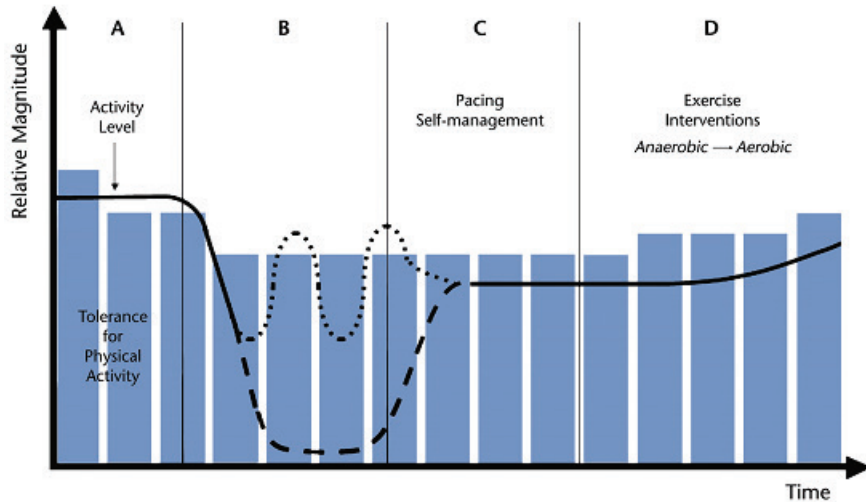 A
B
C
D
Relative Magnitude
Activity
Level
Pacing
Self-management
Exercise
Interventions
Anaerobic → Aerobic
Tolerance
for
Physical
Activity
Time